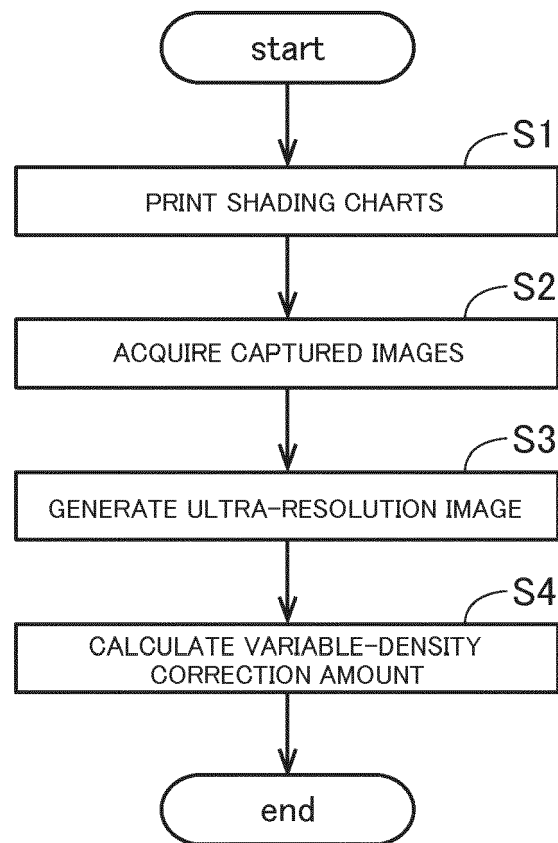 start
S1
PRINT SHADING CHARTS
S2
ACQUIRE CAPTURED IMAGES
S3
GENERATE ULTRA-RESOLUTION IMAGE
S4
CALCULATE VARIABLE-DENSITY
CORRECTION AMOUNT
end